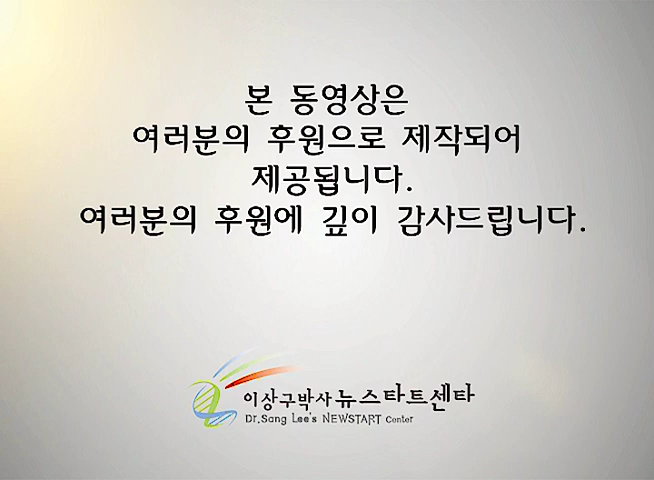 본 동영상은
여러분의 후원으로 제작되어
제공됩니다.
여러분의 후원에 깊이 감사드립니다.
이상구박사 뉴스타트센타
Dr.Sang Lee's NEWSTART Center